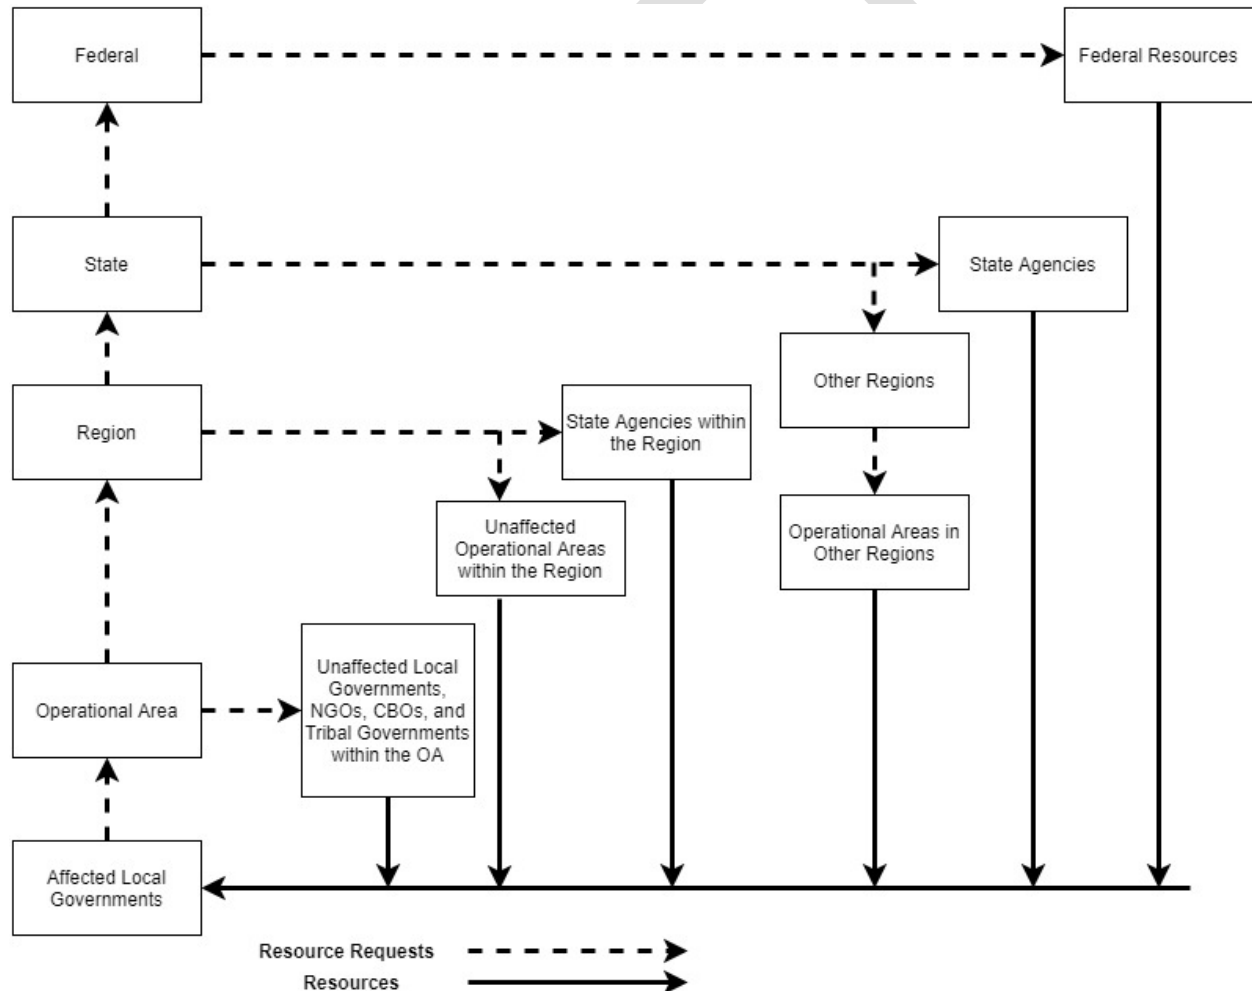 Federal
Federal Resources
State
State Agencies
Other Regions
Region
State Agencies within
the Region
Unaffected
Operational Areas
within the Region
Operational Areas in
Other Regions
Operational Area
Unaffected Local
Governments,
NGOs, CBOs, and
Tribal Governments
within the OA
Affected Local
Governments
Resource Requests
Resources